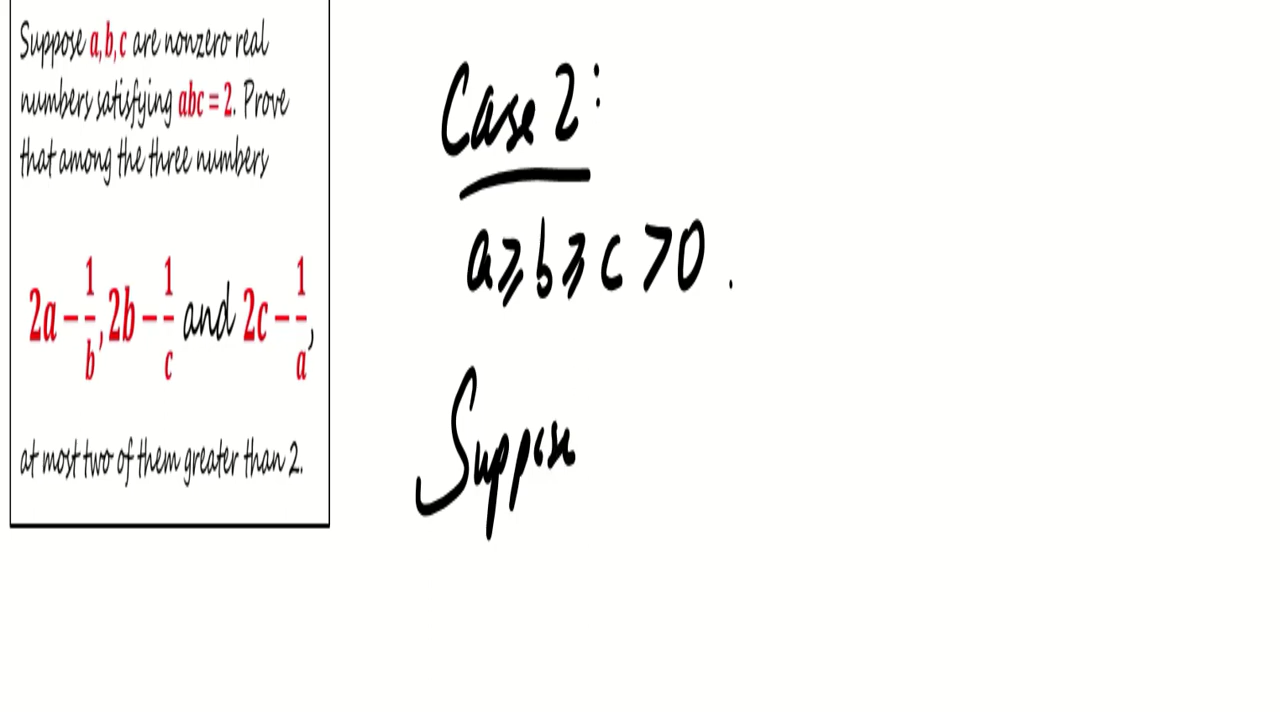 Suppose a,b,c are nonzero real
numbers satisfying abc = 2. Prove
that among the three numbers
2a − 1/b, 2b − 1/c and 2c − 1/a,
at most two of them greater than 2.
Case 2:
a ⩾ b ⩾ c > 0.
Suppose